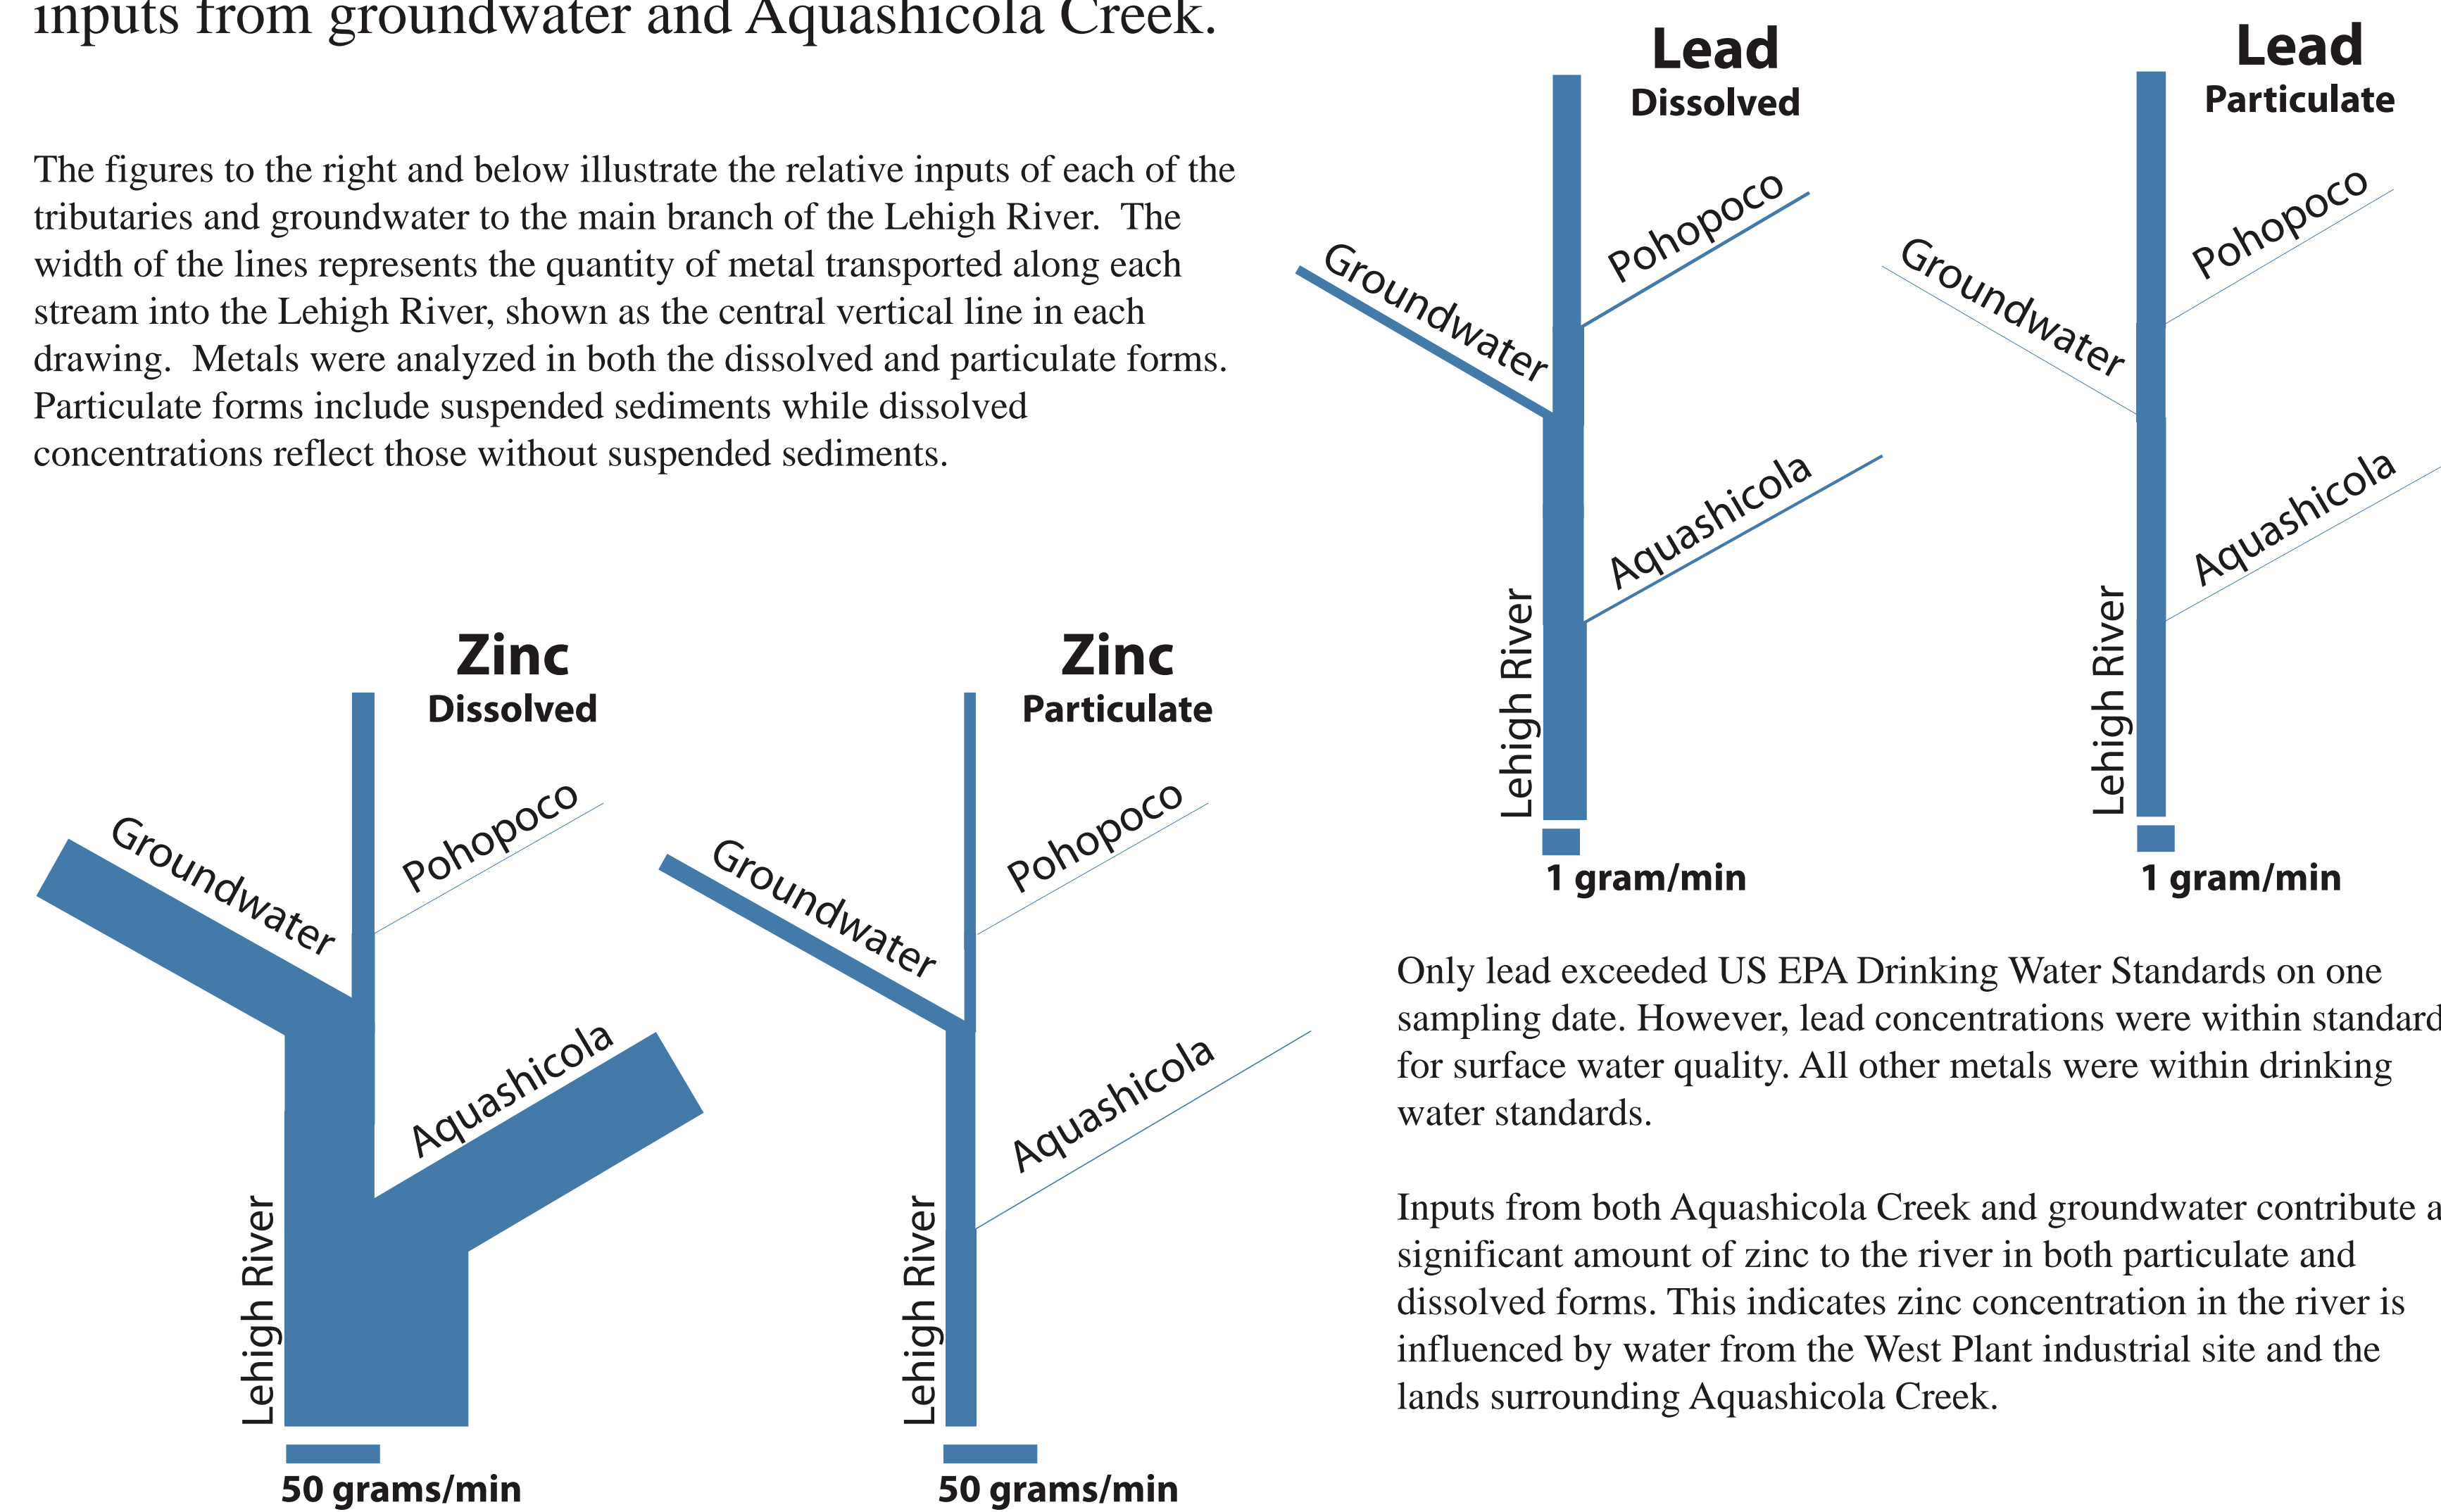 inputs from groundwater and Aquashicola Creek.
The figures to the right and below illustrate the relative inputs of each of the
tributaries and groundwater to the main branch of the Lehigh River.  The
width of the lines represents the quantity of metal transported along each
stream into the Lehigh River, shown as the central vertical line in each
drawing.  Metals were analyzed in both the dissolved and particulate forms.
Particulate forms include suspended sediments while dissolved
concentrations reflect those without suspended sediments.
Lead
Dissolved
Pohopoco
Groundwater
Aquashicola
Lehigh River
1 gram/min
Lead
Particulate
Pohopoco
Groundwater
Aquashicola
Lehigh River
1 gram/min
Zinc
Dissolved
Pohopoco
Groundwater
Aquashicola
Lehigh River
50 grams/min
Zinc
Particulate
Pohopoco
Groundwater
Aquashicola
Lehigh River
50 grams/min
Only lead exceeded US EPA Drinking Water Standards on one
sampling date. However, lead concentrations were within standard
for surface water quality. All other metals were within drinking
water standards.
Inputs from both Aquashicola Creek and groundwater contribute a
significant amount of zinc to the river in both particulate and
dissolved forms. This indicates zinc concentration in the river is
influenced by water from the West Plant industrial site and the
lands surrounding Aquashicola Creek.